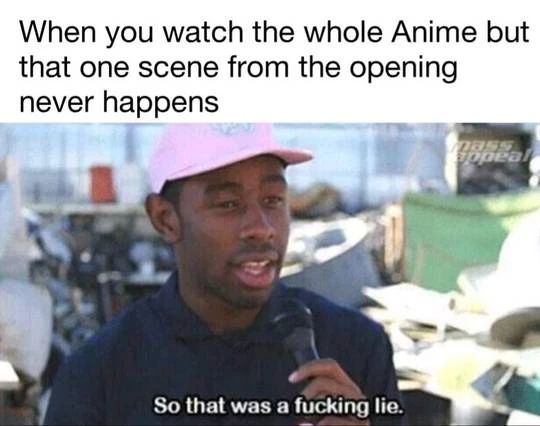 When you watch the whole Anime but
that one scene from the opening
never happens
mass
appeal
So that was a fucking lie.